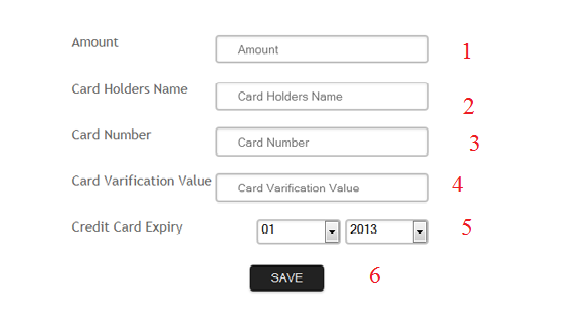 Amount Amount 1
Card Holders Name Card Holders Name 2
Card Number Card Number 3
Card Varification Value Card Varification Value 4
Credit Card Expiry 01 2013 5
SAVE 6